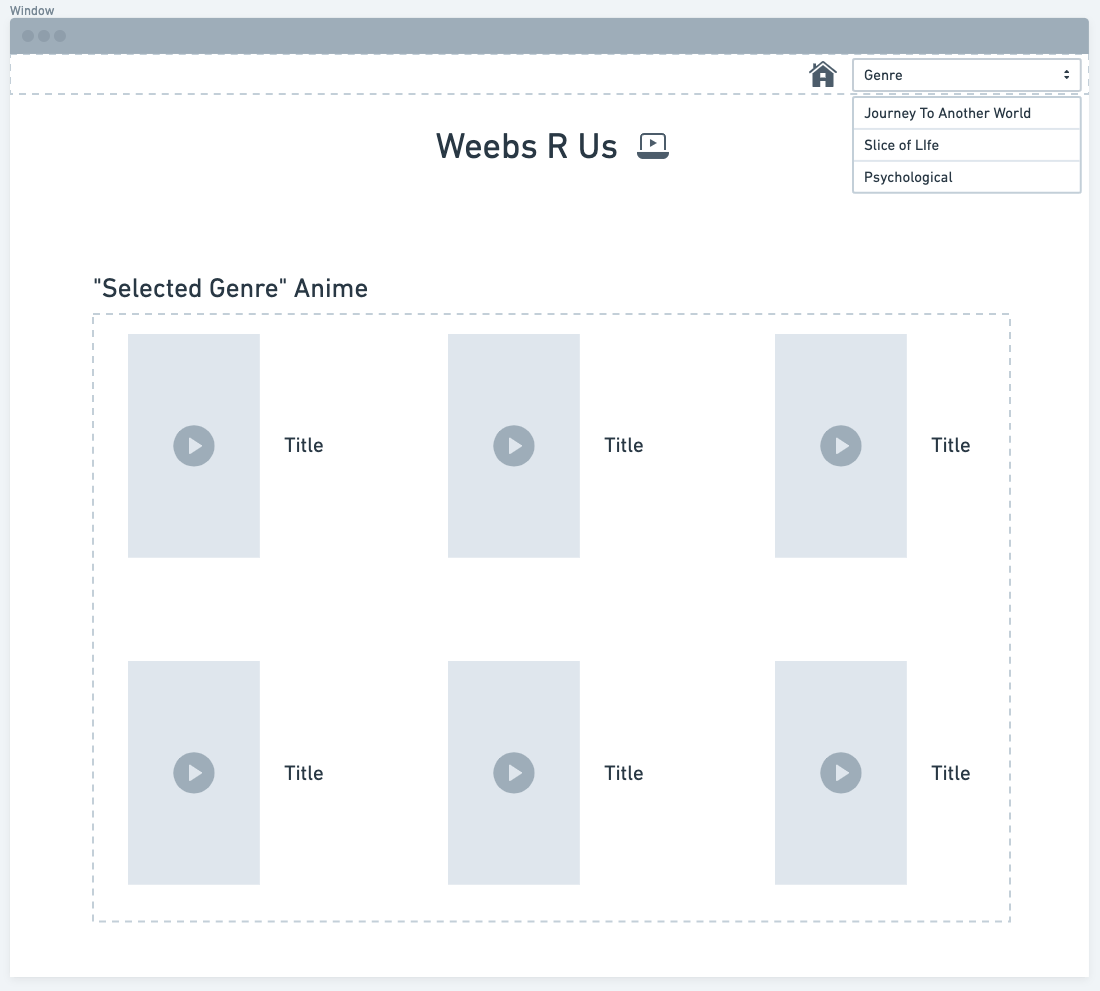 Window
Genre
Journey To Another World
Slice of LIfe
Psychological
Weebs R Us
"Selected Genre" Anime
Title
Title
Title
Title
Title
Title